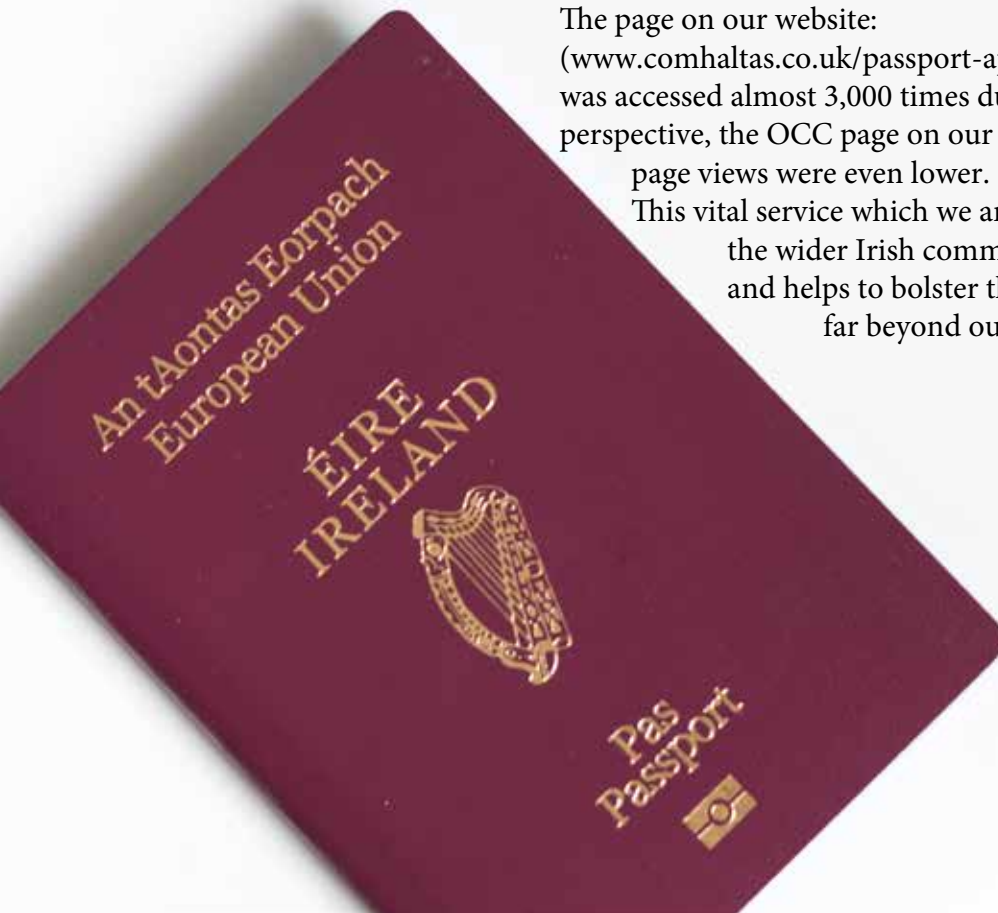 The page on our website:
(www.comhaltas.co.uk/passport-a
was accessed almost 3,000 times du
perspective, the OCC page on our
page views were even lower.
This vital service which we a
the wider Irish comm
and helps to bolster t
far beyond ou
An tAontas Eorpach
European Union
ÉIRE
IRELAND
Pas
Passport